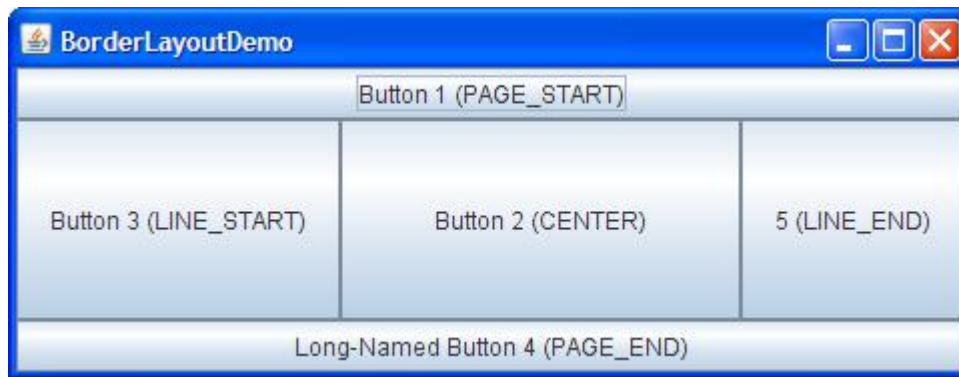 BorderLayoutDemo
Button 1 (PAGE_START)
Button 3 (LINE_START)
Button 2 (CENTER)
5 (LINE_END)
Long-Named Button 4 (PAGE_END)